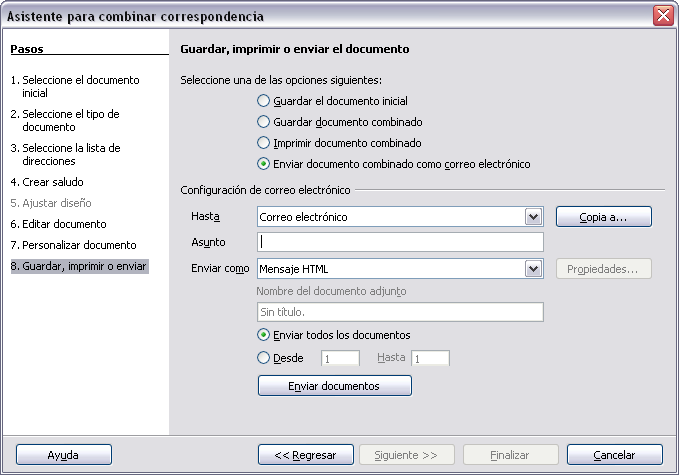 Asistente para combinar correspondencia
Pasos
1. Seleccione el documento
inicial
2. Seleccione el tipo de
documento
3. Seleccione la lista de
direcciones
4. Crear saludo
5. Ajustar diseño
6. Editar documento
7. Personalizar documento
8. Guardar, imprimir o enviar
Guardar, imprimir o enviar el documento
Seleccione una de las opciones siguientes:
Guardar el documento inicial
Guardar documento combinado
Imprimir documento combinado
Enviar documento combinado como correo electrónico
Configuración de correo electrónico
Hasta Correo electrónico Copia a...
Asunto
Enviar como Mensaje HTML Propiedades...
Nombre del documento adjunto
Sin título.
Enviar todos los documentos
Desde 1 Hasta 1
Enviar documentos
Ayuda << Regresar Siguiente >> Finalizar Cancelar